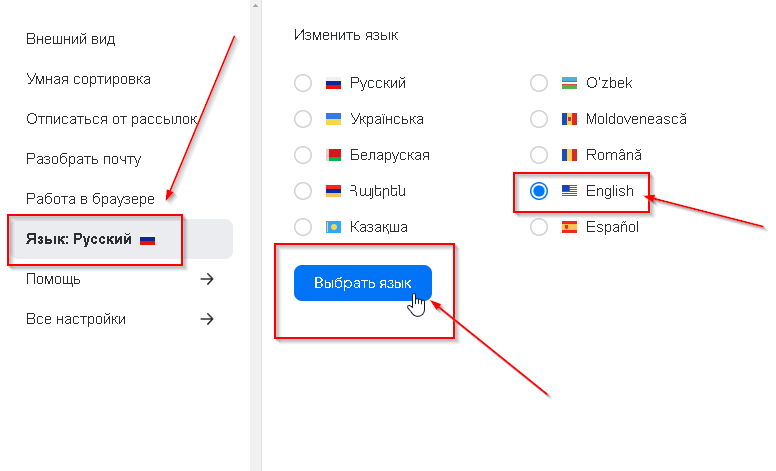 Внешний вид
Умная сортировка
Отписаться от рассылок
Разобрать почту
Работа в браузере
Язык: Русский
Помощь
Все настройки
Изменить язык
Русский
Українська
Беларуская
Հայերեն
Казақша
O'zbek
Moldovenească
Română
English
Español
Выбрать язык